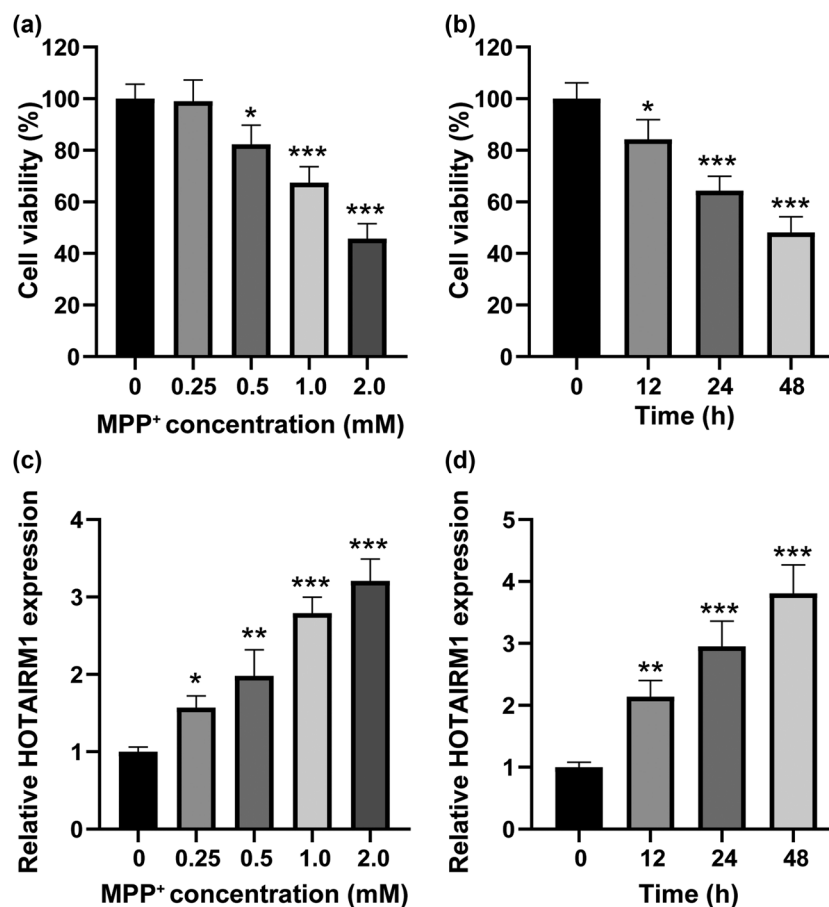 (a)
Cell viability (%)
120
100
80
60
40
20
0
*
***
***
0 0.25 0.5 1.0 2.0
MPP⁺ concentration (mM)
(b)
Cell viability (%)
120
100
80
60
40
20
0
*
***
***
0 12 24 48
Time (h)
(c)
Relative HOTAIRM1 expression
4
3
2
1
0
*
**
***
***
0 0.25 0.5 1.0 2.0
MPP⁺ concentration (mM)
(d)
Relative HOTAIRM1 expression
5
4
3
2
1
0
**
***
***
0 12 24 48
Time (h)